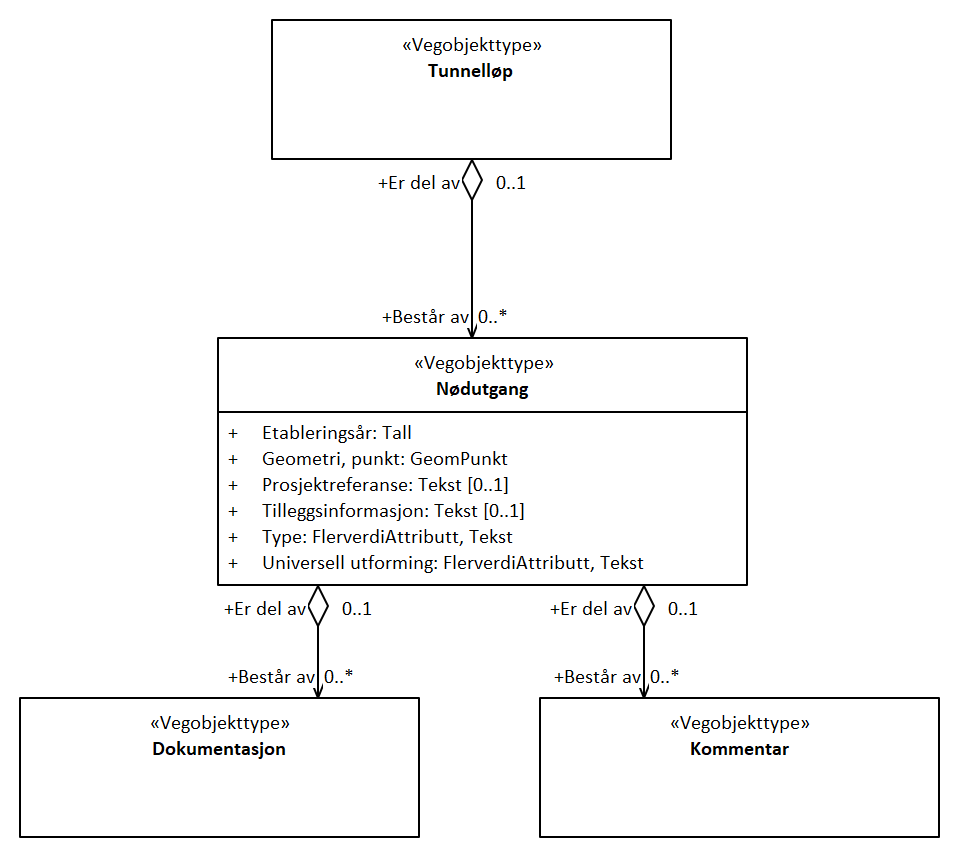 «Vegobjekttype»
Tunnelløp
+Er del av 0..1
+Består av 0..*
«Vegobjekttype»
Nødutgang
+ Etableringsår: Tall
+ Geometri, punkt: GeomPunkt
+ Prosjektreferanse: Tekst [0..1]
+ Tilleggsinformasjon: Tekst [0..1]
+ Type: FlerverdiAttributt, Tekst
+ Universell utforming: FlerverdiAttributt, Tekst
+Er del av 0..1
+Er del av 0..1
+Består av 0..*
+Består av 0..*
«Vegobjekttype»
Dokumentasjon
«Vegobjekttype»
Kommentar